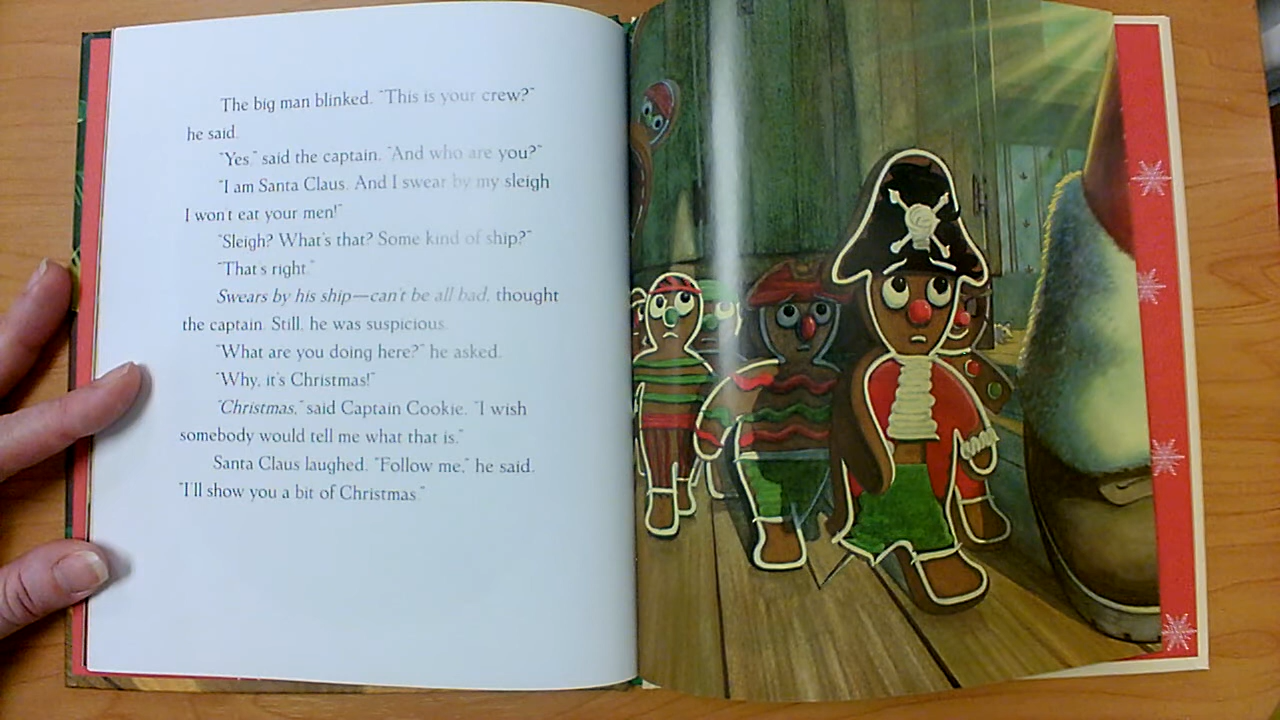 The big man blinked. "This is your crew?"
he said.
"Yes," said the captain. "And who are you?"
"I am Santa Claus. And I swear by my sleigh
I won't eat your men!"
"Sleigh? What's that? Some kind of ship?"
"That's right."
Swears by his ship—can't be all bad, thought
the captain. Still, he was suspicious.
"What are you doing here?" he asked.
"Why, it's Christmas!"
"Christmas," said Captain Cookie. "I wish
somebody would tell me what that is."
Santa Claus laughed. "Follow me," he said.
"I'll show you a bit of Christmas."